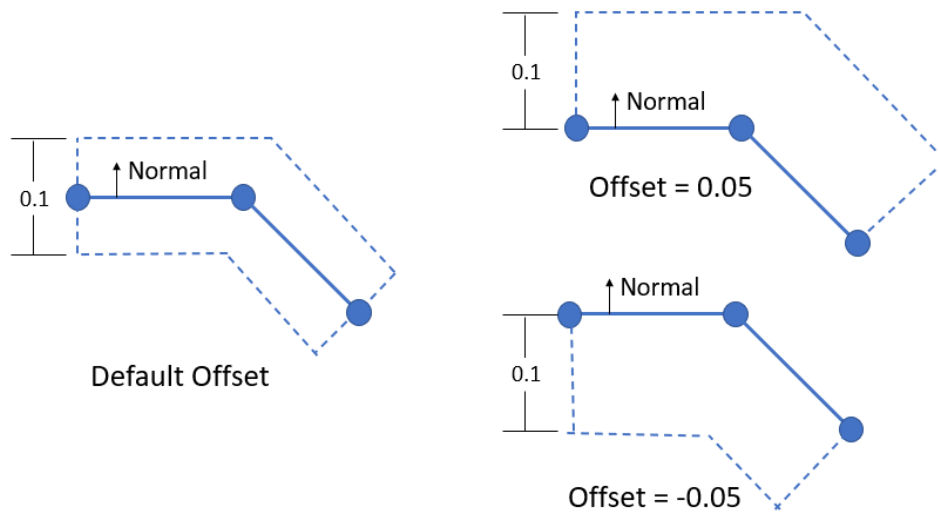 0.1
Normal
Default Offset
0.1
Normal
Offset = 0.05
0.1
Normal
Offset = -0.05